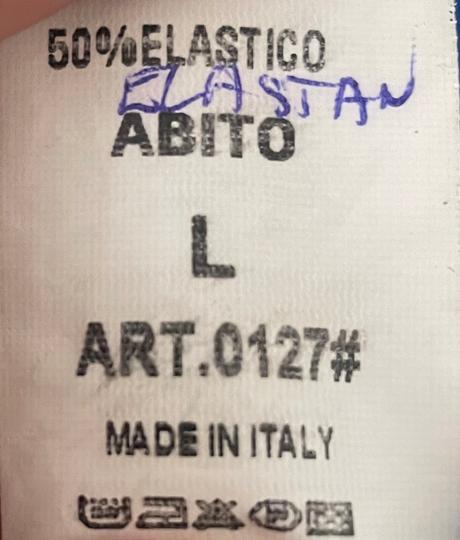 50%ELASTICO
ELASTAN
ABITO
L
ART.0127#
MADE IN ITALY